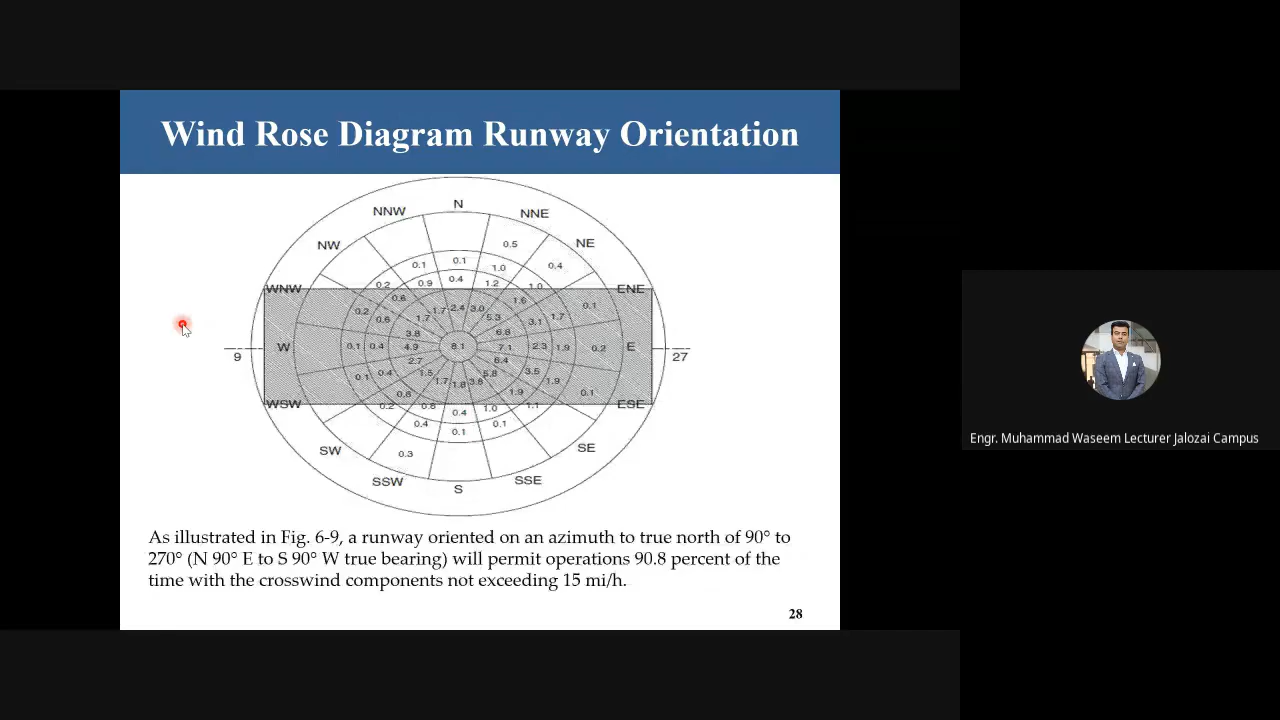 Wind Rose Diagram Runway Orientation
N
NNW NNE
NW NE
0.5
0.1 0.1 1.0 0.4
0.2 0.9 0.4 1.2 1.0
WNW ENE
0.6 1.6 0.1
0.2 0.6 1.7 1.7 2.4 3.0 5.3 3.1 1.7
3.8 6.8
W 0.1 0.4 4.9 8.1 7.1 2.3 1.9 0.2 E
9 27
2.7 6.4
0.1 0.4 1.5 1.7 1.8 3.8 5.8 3.5 1.9
0.8 1.9 0.1
WSW 0.2 0.6 0.4 1.0 1.1 ESE
0.4 0.1 0.1
SW 0.3 SE
SSW S SSE
As illustrated in Fig. 6-9, a runway oriented on an azimuth to true north of 90° to
270° (N 90° E to S 90° W true bearing) will permit operations 90.8 percent of the
time with the crosswind components not exceeding 15 mi/h.
28
Engr. Muhammad Waseem Lecturer Jalozai Campus